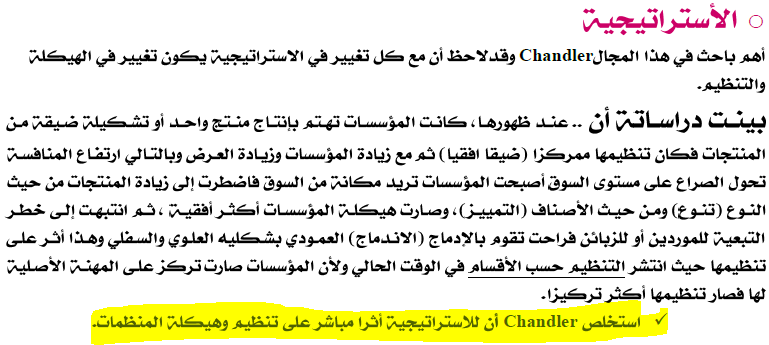 ○ الأستراتيجية
أهم باحث في هذا المجالChandler وقدلاحظ أن مع كل تغيير في الاستراتيجية يكون تغيير في الهيكلة
والتنظيم.
بينت دراساتة أن .. عند ظهورها، كانت المؤسسات تهتم بإنتاج منتج واحد أو تشكيلة ضيقة من
المنتجات فكان تنظيمها ممركزا (ضيقا افقيا) ثم مع زيادة المؤسسات وزيادة العرض وبالتالي ارتفاع المنافسة
تحول الصراع على مستوى السوق أصبحت المؤسسات تريد مكانة من السوق فاضطرت إلى زيادة المنتجات من حيث
النوع (تنوع) ومن حيث الأصناف (التمييز)، وصارت هيكلة المؤسسات أكثر أفقية ، ثم انتبهت إلى خطر
التبعية للموردين أو للزبائن فراحت تقوم بالإدماج (الاندماج) العمودي بشكليه العلوي والسفلي وهذا أثر على
تنظيمها حيث انتشر التنظيم حسب الأقسام في الوقت الحالي ولأن المؤسسات صارت تركز على المهنة الأصلية
لها فصار تنظيمها أكثر تركيزا.
✓ استخلص Chandler أن للاستراتيجية أثرا مباشر على تنظيم وهيكلة المنظمات.